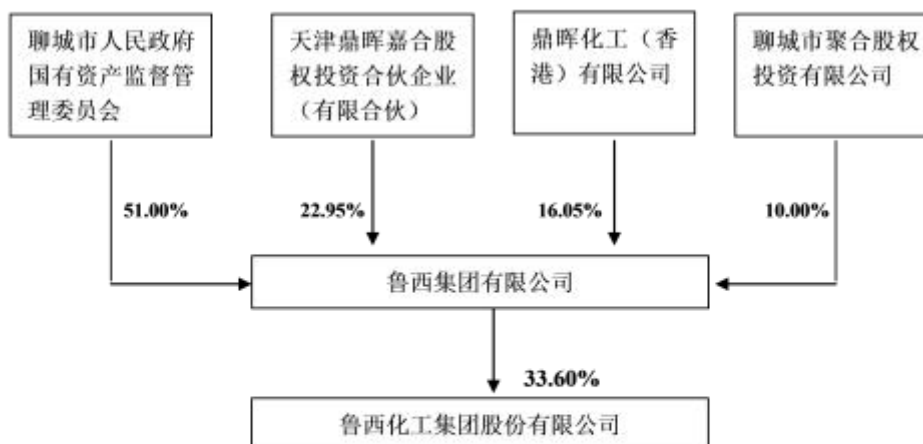 聊城市人民政府
国有资产监督管
理委员会
天津鼎晖嘉合股
权投资合伙企业
（有限合伙）
鼎晖化工（香
港）有限公司
聊城市聚合股权
投资有限公司
51.00%
22.95%
16.05%
10.00%
鲁西集团有限公司
33.60%
鲁西化工集团股份有限公司